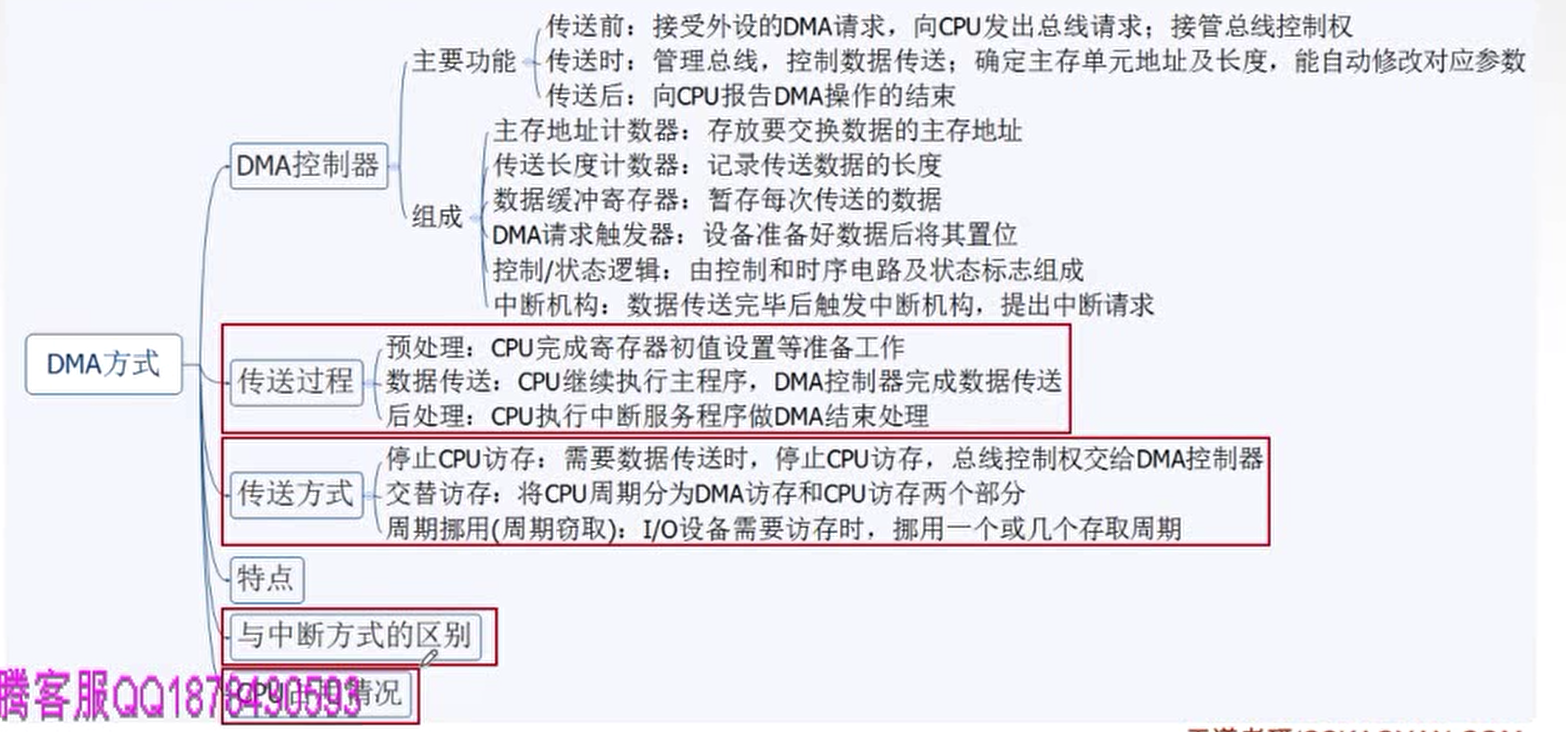 传送前：接受外设的DMA请求，向CPU发出总线请求；接管总线控制权
主要功能
传送时：管理总线，控制数据传送；确定主存单元地址及长度，能自动修改对应参数
传送后：向CPU报告DMA操作的结束
主存地址计数器：存放要交换数据的主存地址
DMA控制器
传送长度计数器：记录传送数据的长度
数据缓冲寄存器：暂存每次传送的数据
组成
DMA请求触发器：设备准备好数据后将其置位
控制/状态逻辑：由控制和时序电路及状态标志组成
中断机构：数据传送完毕后触发中断机构，提出中断请求
DMA方式
预处理：CPU完成寄存器初值设置等准备工作
传送过程
数据传送：CPU继续执行主程序，DMA控制器完成数据传送
后处理：CPU执行中断服务程序做DMA结束处理
停止CPU访存：需要数据传送时，停止CPU访存，总线控制权交给DMA控制器
传送方式
交替访存：将CPU周期分为DMA访存和CPU访存两个部分
周期挪用(周期窃取)：I/O设备需要访存时，挪用一个或几个存取周期
特点
与中断方式的区别
CPU 情况
腾客服QQ1878430593